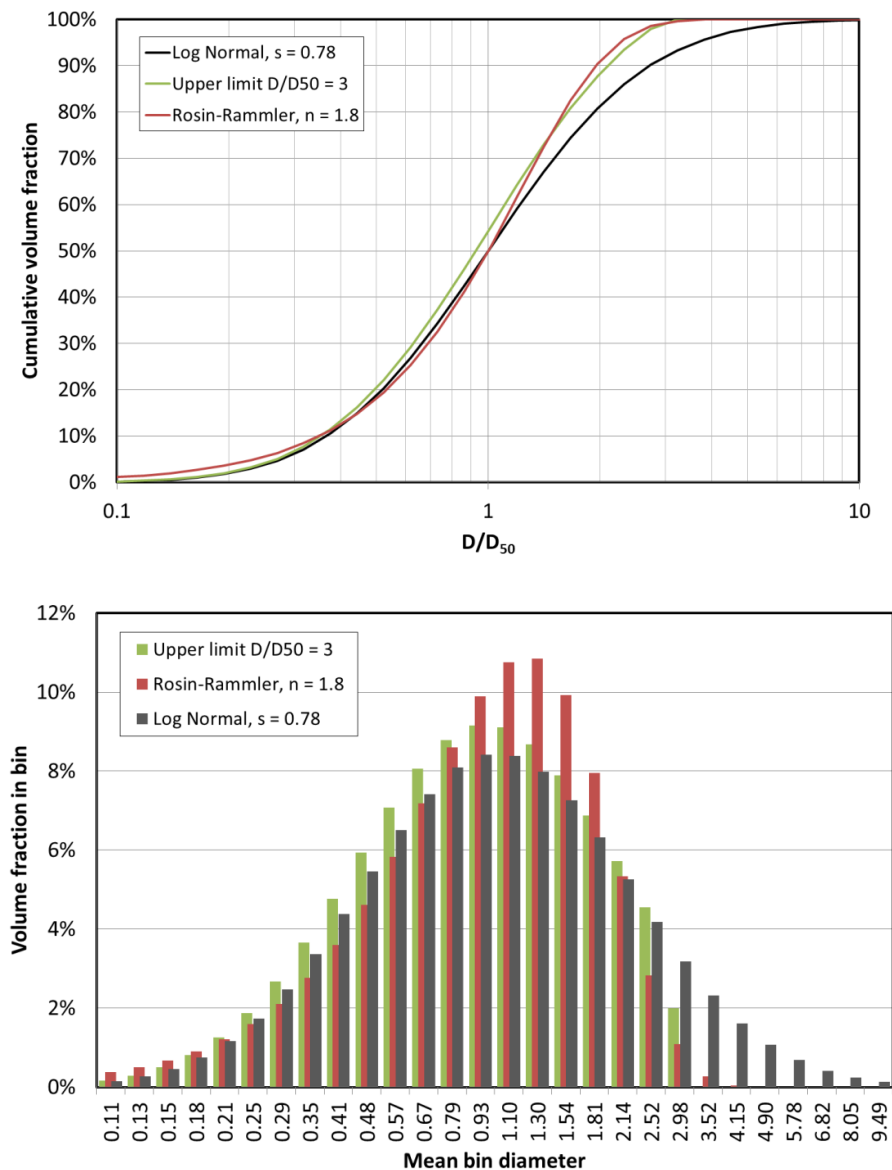 100%
90%
80%
70%
60%
50%
40%
30%
20%
10%
0%
Cumulative volume fraction
Log Normal, s = 0.78
Upper limit D/D50 = 3
Rosin-Rammler, n = 1.8
0.1 1 10
D/D50
12%
10%
8%
6%
4%
2%
0%
Volume fraction in bin
Upper limit D/D50 = 3
Rosin-Rammler, n = 1.8
Log Normal, s = 0.78
0.11 0.13 0.15 0.18 0.21 0.25 0.29 0.35 0.41 0.48 0.57 0.67 0.79 0.93 1.10 1.30 1.54 1.81 2.14 2.52 2.98 3.52 4.15 4.90 5.78 6.82 8.05 9.49
Mean bin diameter